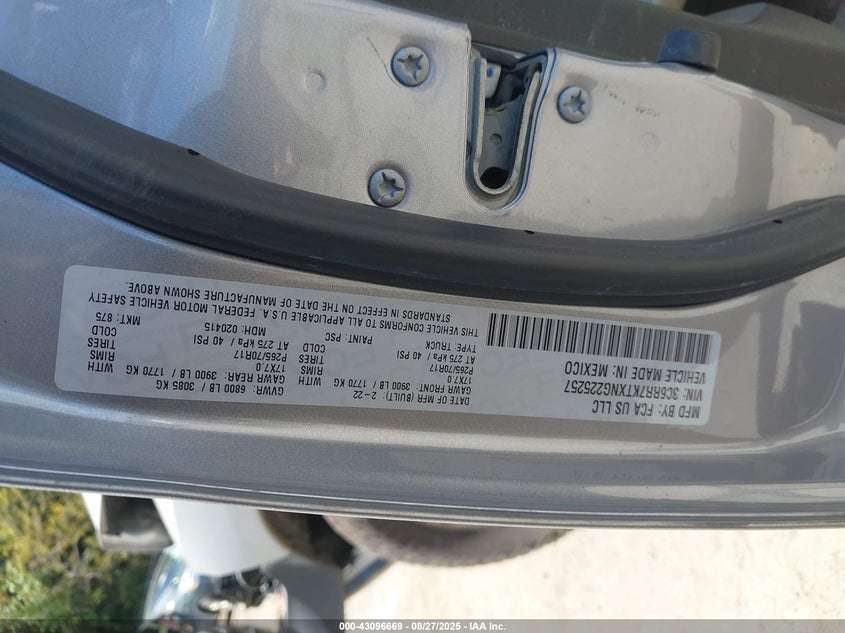 MFD BY: FCA US LLC
DATE OF MFR (BUILT): 2-22
GVWR: 6800 LB / 3085 KG
GAWR FRONT: 3900 LB / 1770 KG WITH
GAWR REAR: 3900 LB / 1770 KG WITH
17X7.0 RIMS
17X7.0 RIMS
P265/70R17 TIRES
P265/70R17 TIRES
AT 275 kPa / 40 PSI COLD
AT 275 kPa / 40 PSI COLD
VIN: 3C6RR7KTXNG225257
TYPE: TRUCK
PAINT: PSC
MDH: 020415
MKT: 875
VEHICLE MADE IN: MEXICO
THIS VEHICLE CONFORMS TO ALL APPLICABLE U.S.A. FEDERAL MOTOR VEHICLE SAFETY
STANDARDS IN EFFECT ON THE DATE OF MANUFACTURE SHOWN ABOVE.
000-43096669 - 08/27/2025 - IAA Inc.